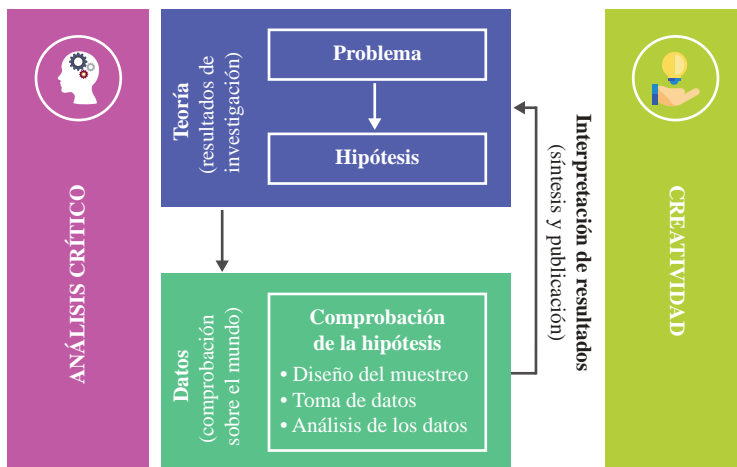 ANÁLISIS CRÍTICO
Teoría
(resultados de
investigación)
Problema
Hipótesis
Datos
(comprobación
sobre el mundo)
Comprobación
de la hipótesis
• Diseño del muestreo
• Toma de datos
• Análisis de los datos
Interpretación de resultados
(síntesis y publicación)
CREATIVIDAD